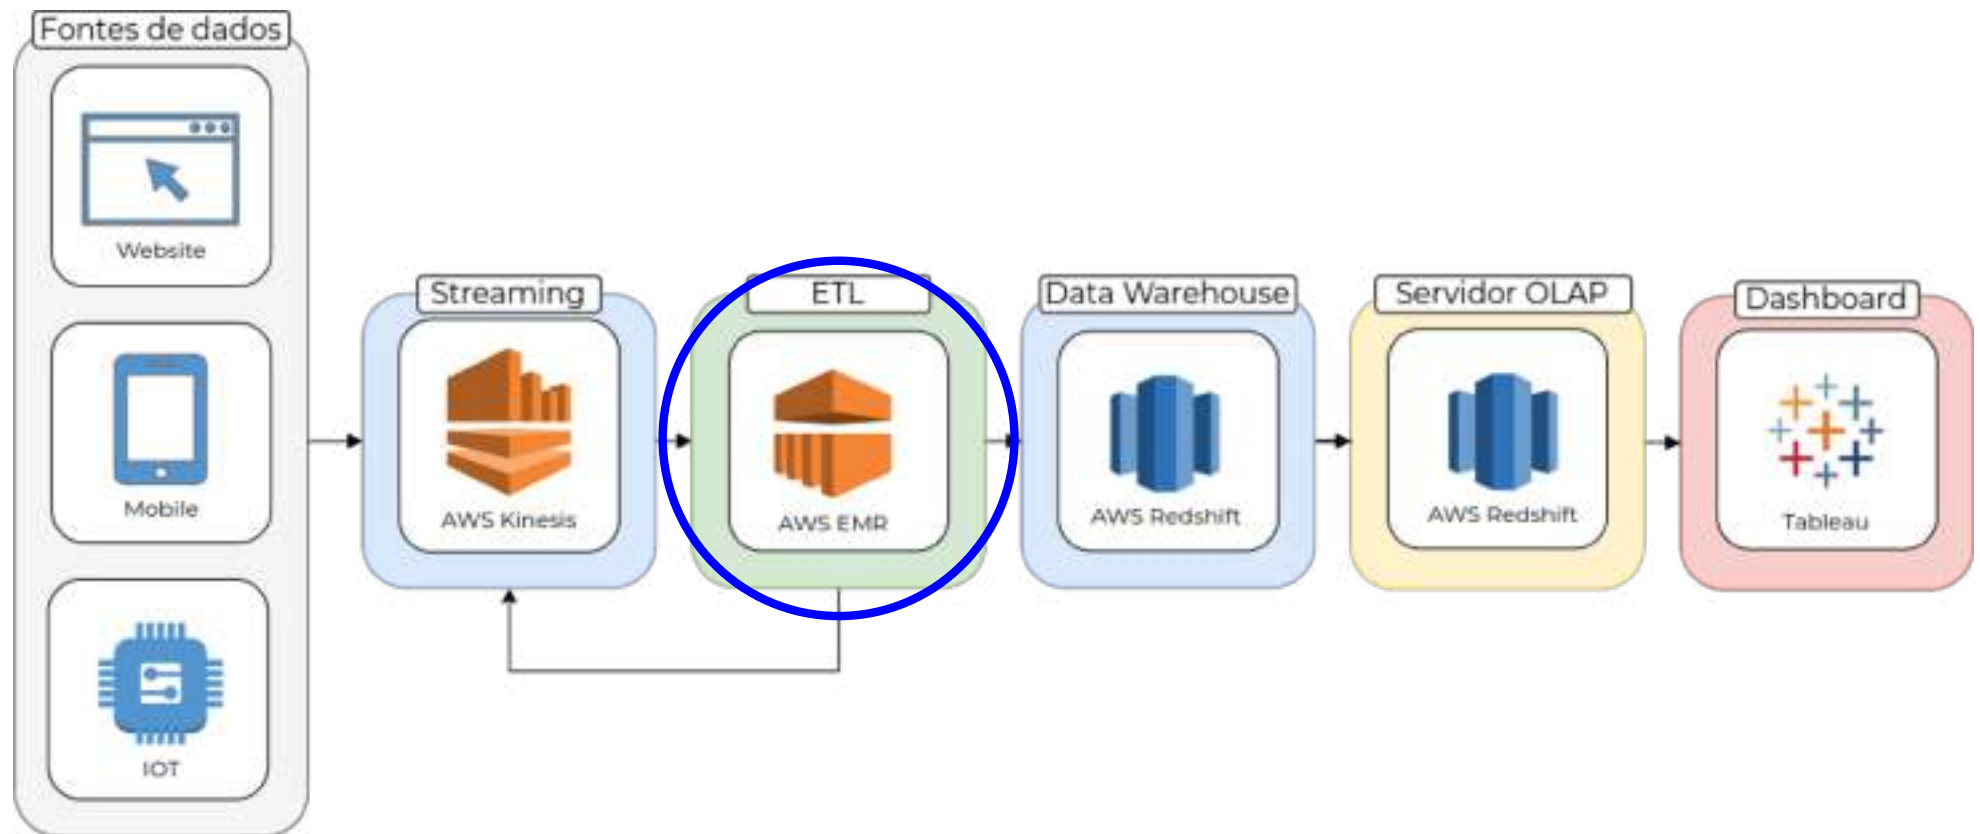 Fontes de dados
Website
Mobile
IOT
Streaming
AWS Kinesis
ETL
AWS EMR
Data Warehouse
AWS Redshift
Servidor OLAP
AWS Redshift
Dashboard
Tableau